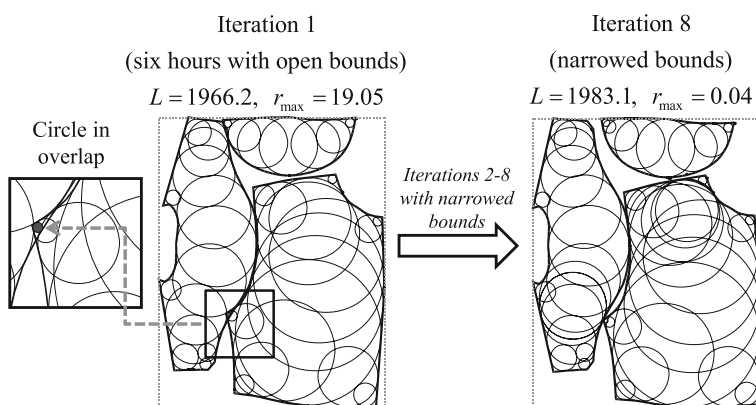 Iteration 1
(six hours with open bounds)
L = 1966.2, r_max = 19.05
Circle in
overlap
Iterations 2-8
with narrowed
bounds
Iteration 8
(narrowed bounds)
L = 1983.1, r_max = 0.04